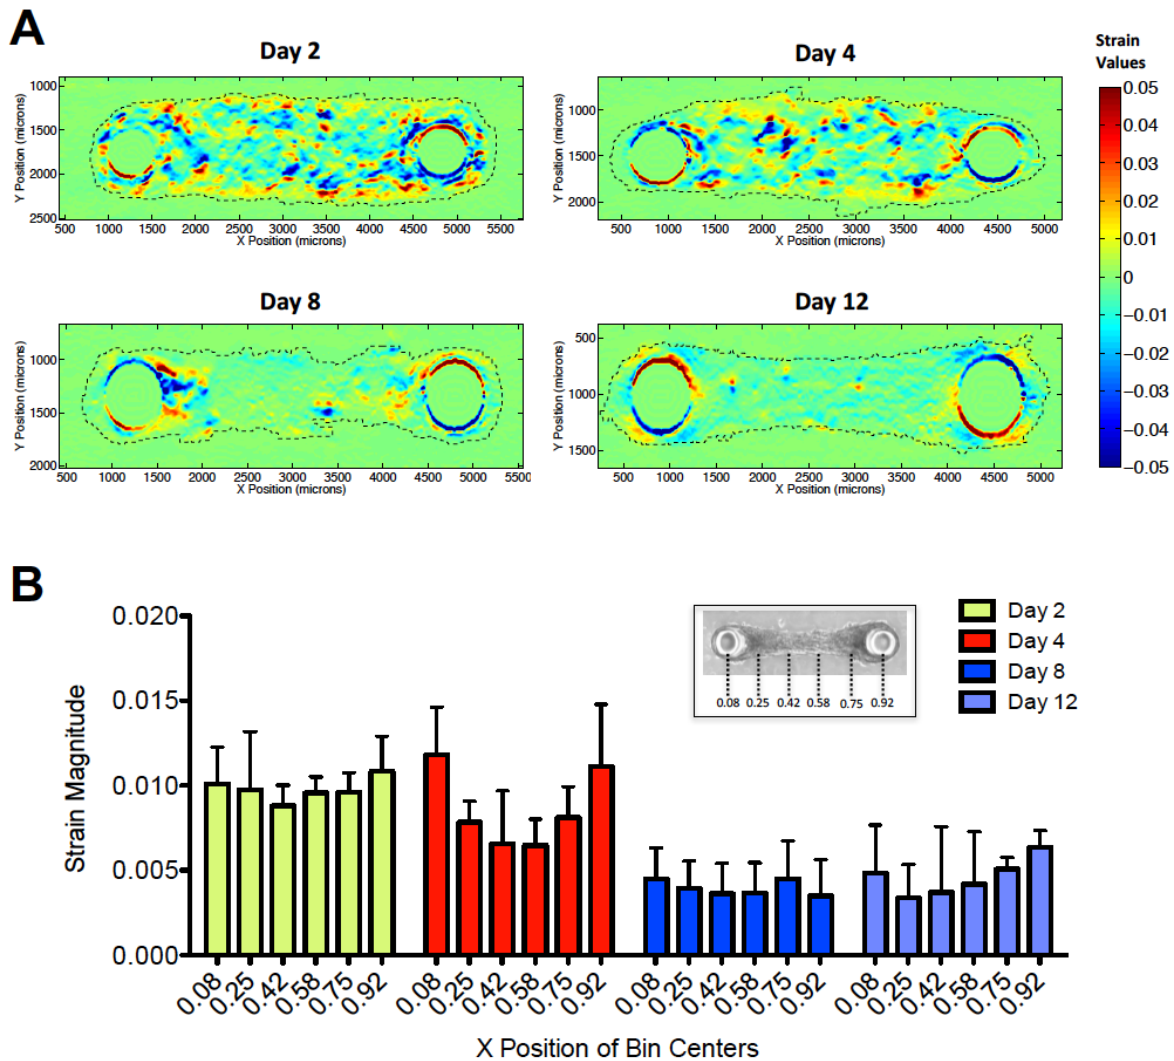 A
Day 2
Day 4
Strain
Values
1000
1500
2000
2500
Y Position (microns)
500 1000 1500 2000 2500 3000 3500 4000 4500 5000 5500
X Position (microns)
1000
1500
2000
Y Position (microns)
500 1000 1500 2000 2500 3000 3500 4000 4500 5000
X Position (microns)
0.05
0.04
0.03
0.02
0.01
0
−0.01
−0.02
−0.03
−0.04
−0.05
Day 8
Day 12
1000
1500
2000
Y Position (microns)
500 1000 1500 2000 2500 3000 3500 4000 4500 5000 5500
X Position (microns)
500
1000
1500
Y Position (microns)
500 1000 1500 2000 2500 3000 3500 4000 4500 5000
X Position (microns)
B
0.020
0.015
0.010
0.005
0.000
Strain Magnitude
0.08 0.25 0.42 0.58 0.75 0.92
Day 2
Day 4
Day 8
Day 12
0.08 0.25 0.42 0.58 0.75 0.92 0.08 0.25 0.42 0.58 0.75 0.92 0.08 0.25 0.42 0.58 0.75 0.92 0.08 0.25 0.42 0.58 0.75 0.92
X Position of Bin Centers